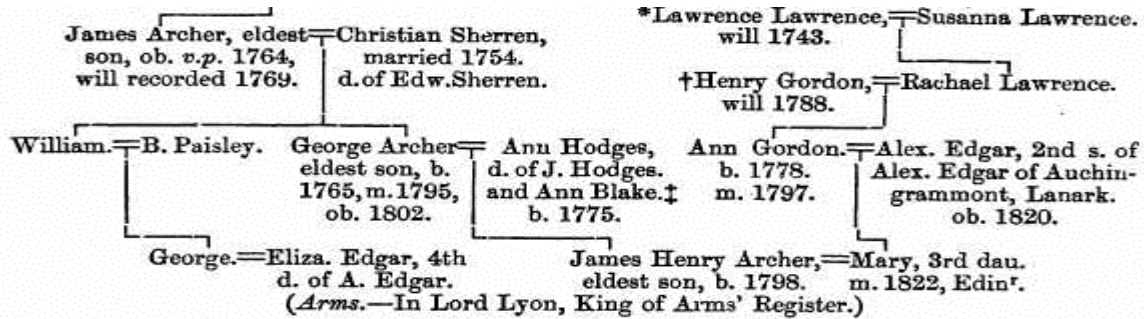 *Lawrence Lawrence, Susanna Lawrence.
will 1743.
James Archer, eldest Christian Sherren,
son, ob. v.p. 1764, married 1754.
will recorded 1769. d. of Edw. Sherren.
†Henry Gordon, Rachael Lawrence.
will 1788.
William. B. Paisley. George Archer Ann Hodges, Ann Gordon. Alex. Edgar, 2nd s. of
eldest son, b. d. of J. Hodges. b. 1778. Alex. Edgar of Auchin-
1765, m. 1795, and Ann Blake.‡ m. 1797. grammont, Lanark.
ob. 1802. b. 1775. ob. 1820.
George. Eliza. Edgar, 4th James Henry Archer, Mary, 3rd dau.
d. of A. Edgar. eldest son, b. 1798. m. 1822, Edinr.
(Arms.—In Lord Lyon, King of Arms' Register.)